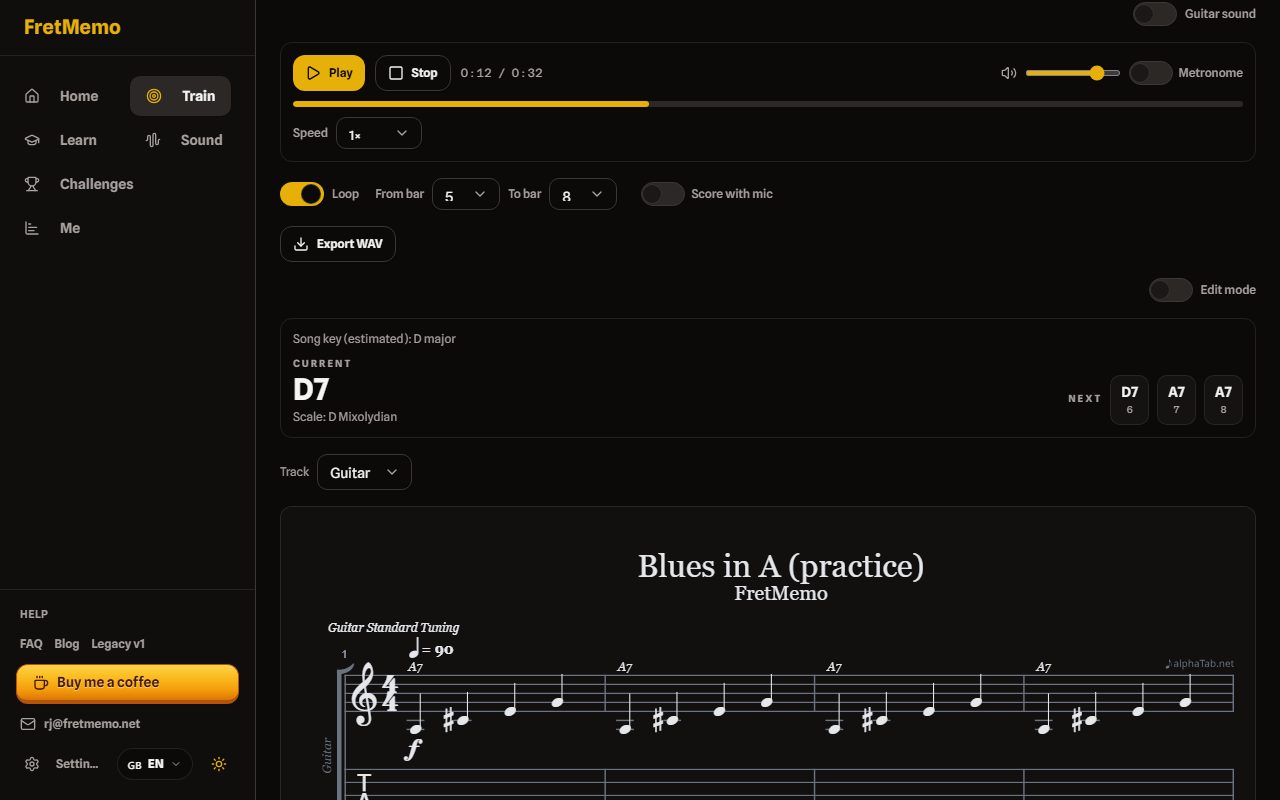 FretMemo
Home
Train
Learn
Sound
Challenges
Me
HELP
FAQ Blog Legacy v1
Buy me a coffee
rj@fretmemo.net
Settin... GB EN
Guitar sound
Play Stop 0:12 / 0:32 Metronome
Speed 1×
Loop From bar 5 To bar 8 Score with mic
Export WAV
Edit mode
Song key (estimated): D major
CURRENT
D7
Scale: D Mixolydian
NEXT
D7
6
A7
7
A7
8
Track Guitar
Blues in A (practice)
FretMemo
Guitar Standard Tuning
= 90
1
A7 A7 A7 A7
alphaTab.net
4
4
f
Guitar
T
A